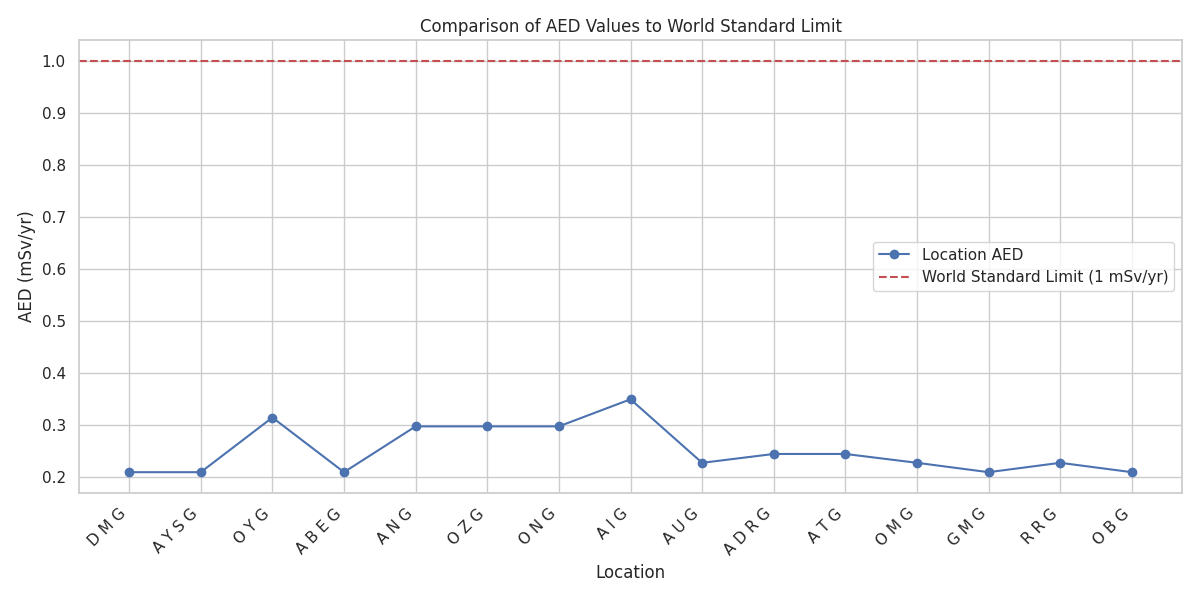 Comparison of AED Values to World Standard Limit
AED (mSv/yr)
1.0
0.9
0.8
0.7
0.6
0.5
0.4
0.3
0.2
Location AED
World Standard Limit (1 mSv/yr)
D M G
A Y S G
O Y G
A B E G
A N G
O Z G
O N G
A I G
A U G
A D R G
A T G
O M G
G M G
R R G
O B G
Location